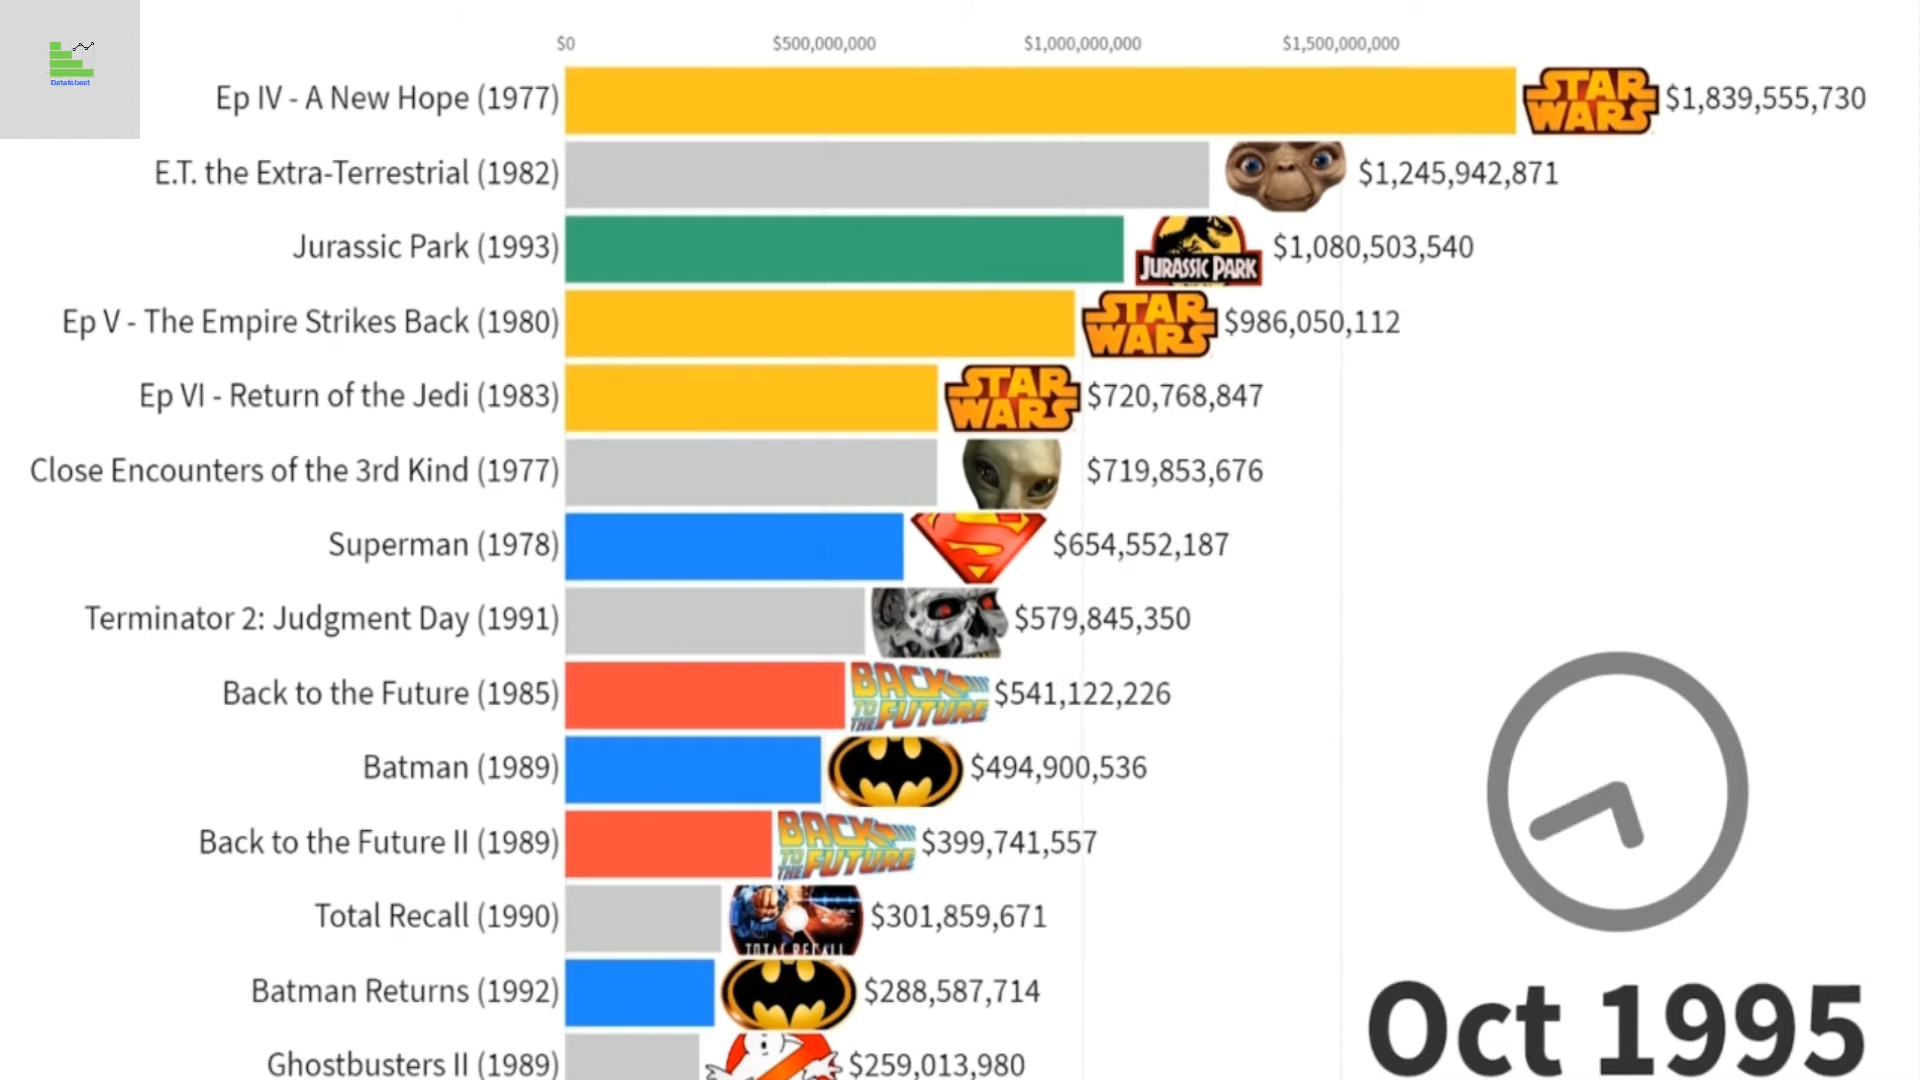 DataIsbest
$0 $500,000,000 $1,000,000,000 $1,500,000,000
Ep IV - A New Hope (1977) STAR WARS $1,839,555,730
E.T. the Extra-Terrestrial (1982) $1,245,942,871
Jurassic Park (1993) JURASSIC PARK $1,080,503,540
Ep V - The Empire Strikes Back (1980) STAR WARS $986,050,112
Ep VI - Return of the Jedi (1983) STAR WARS $720,768,847
Close Encounters of the 3rd Kind (1977) $719,853,676
Superman (1978) $654,552,187
Terminator 2: Judgment Day (1991) $579,845,350
Back to the Future (1985) BACK TO THE FUTURE $541,122,226
Batman (1989) $494,900,536
Back to the Future II (1989) BACK TO THE FUTURE $399,741,557
Total Recall (1990) TOTAL RECALL $301,859,671
Batman Returns (1992) $288,587,714
Ghostbusters II (1989) $259,013,980
Oct 1995